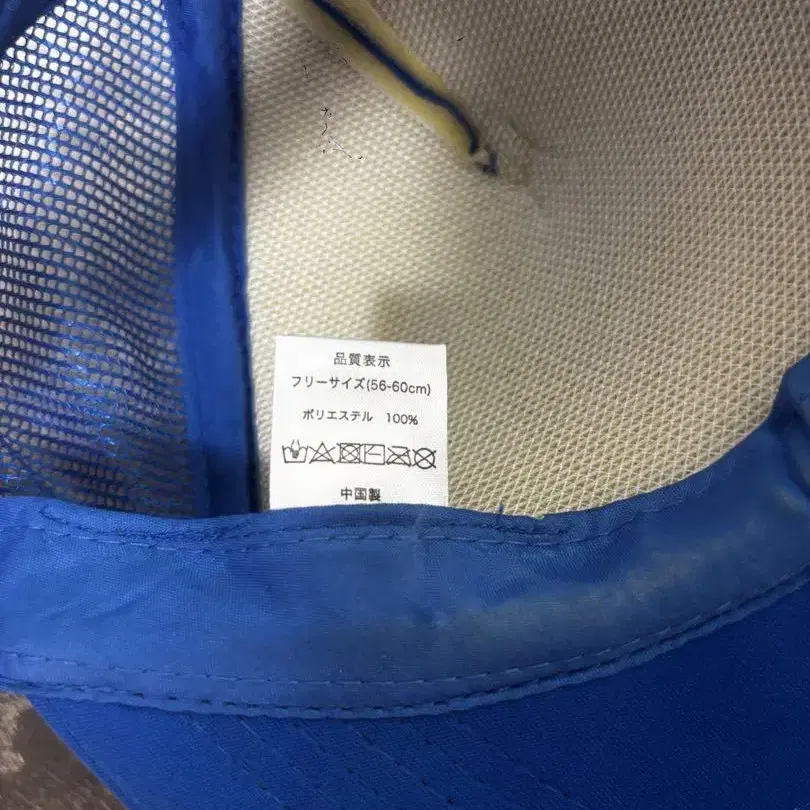 品質表示
フリーサイズ(56-60cm)
ポリエステル 100%
中国製